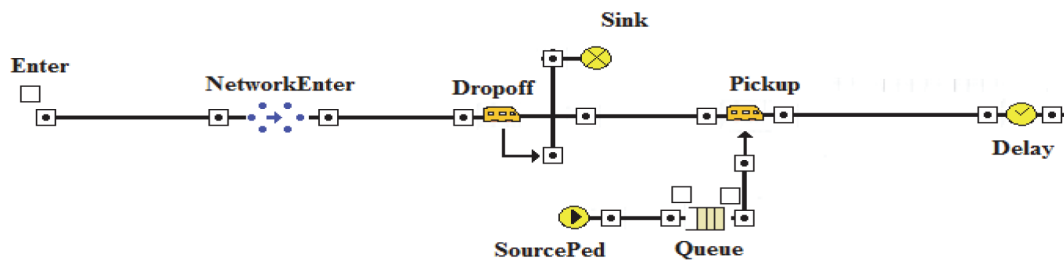 Sink
Enter
NetworkEnter
Dropoff
Pickup
Delay
SourcePed
Queue